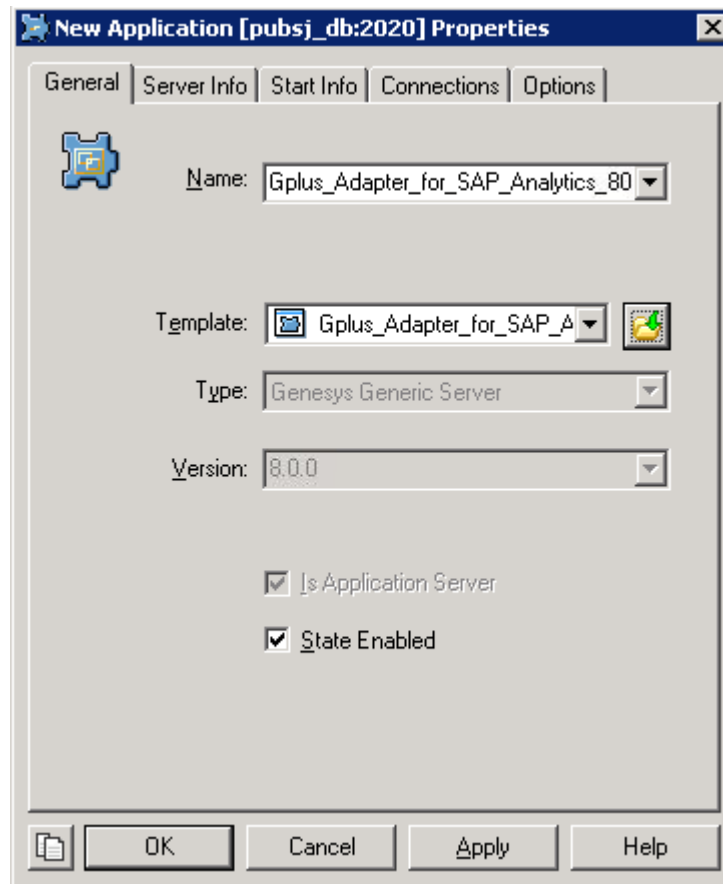 New Application [pubsj_db:2020] Properties
General Server Info Start Info Connections Options
Name: Gplus_Adapter_for_SAP_Analytics_80
Template: Gplus_Adapter_for_SAP_A
Type: Genesys Generic Server
Version: 8.0.0
Is Application Server
State Enabled
OK Cancel Apply Help